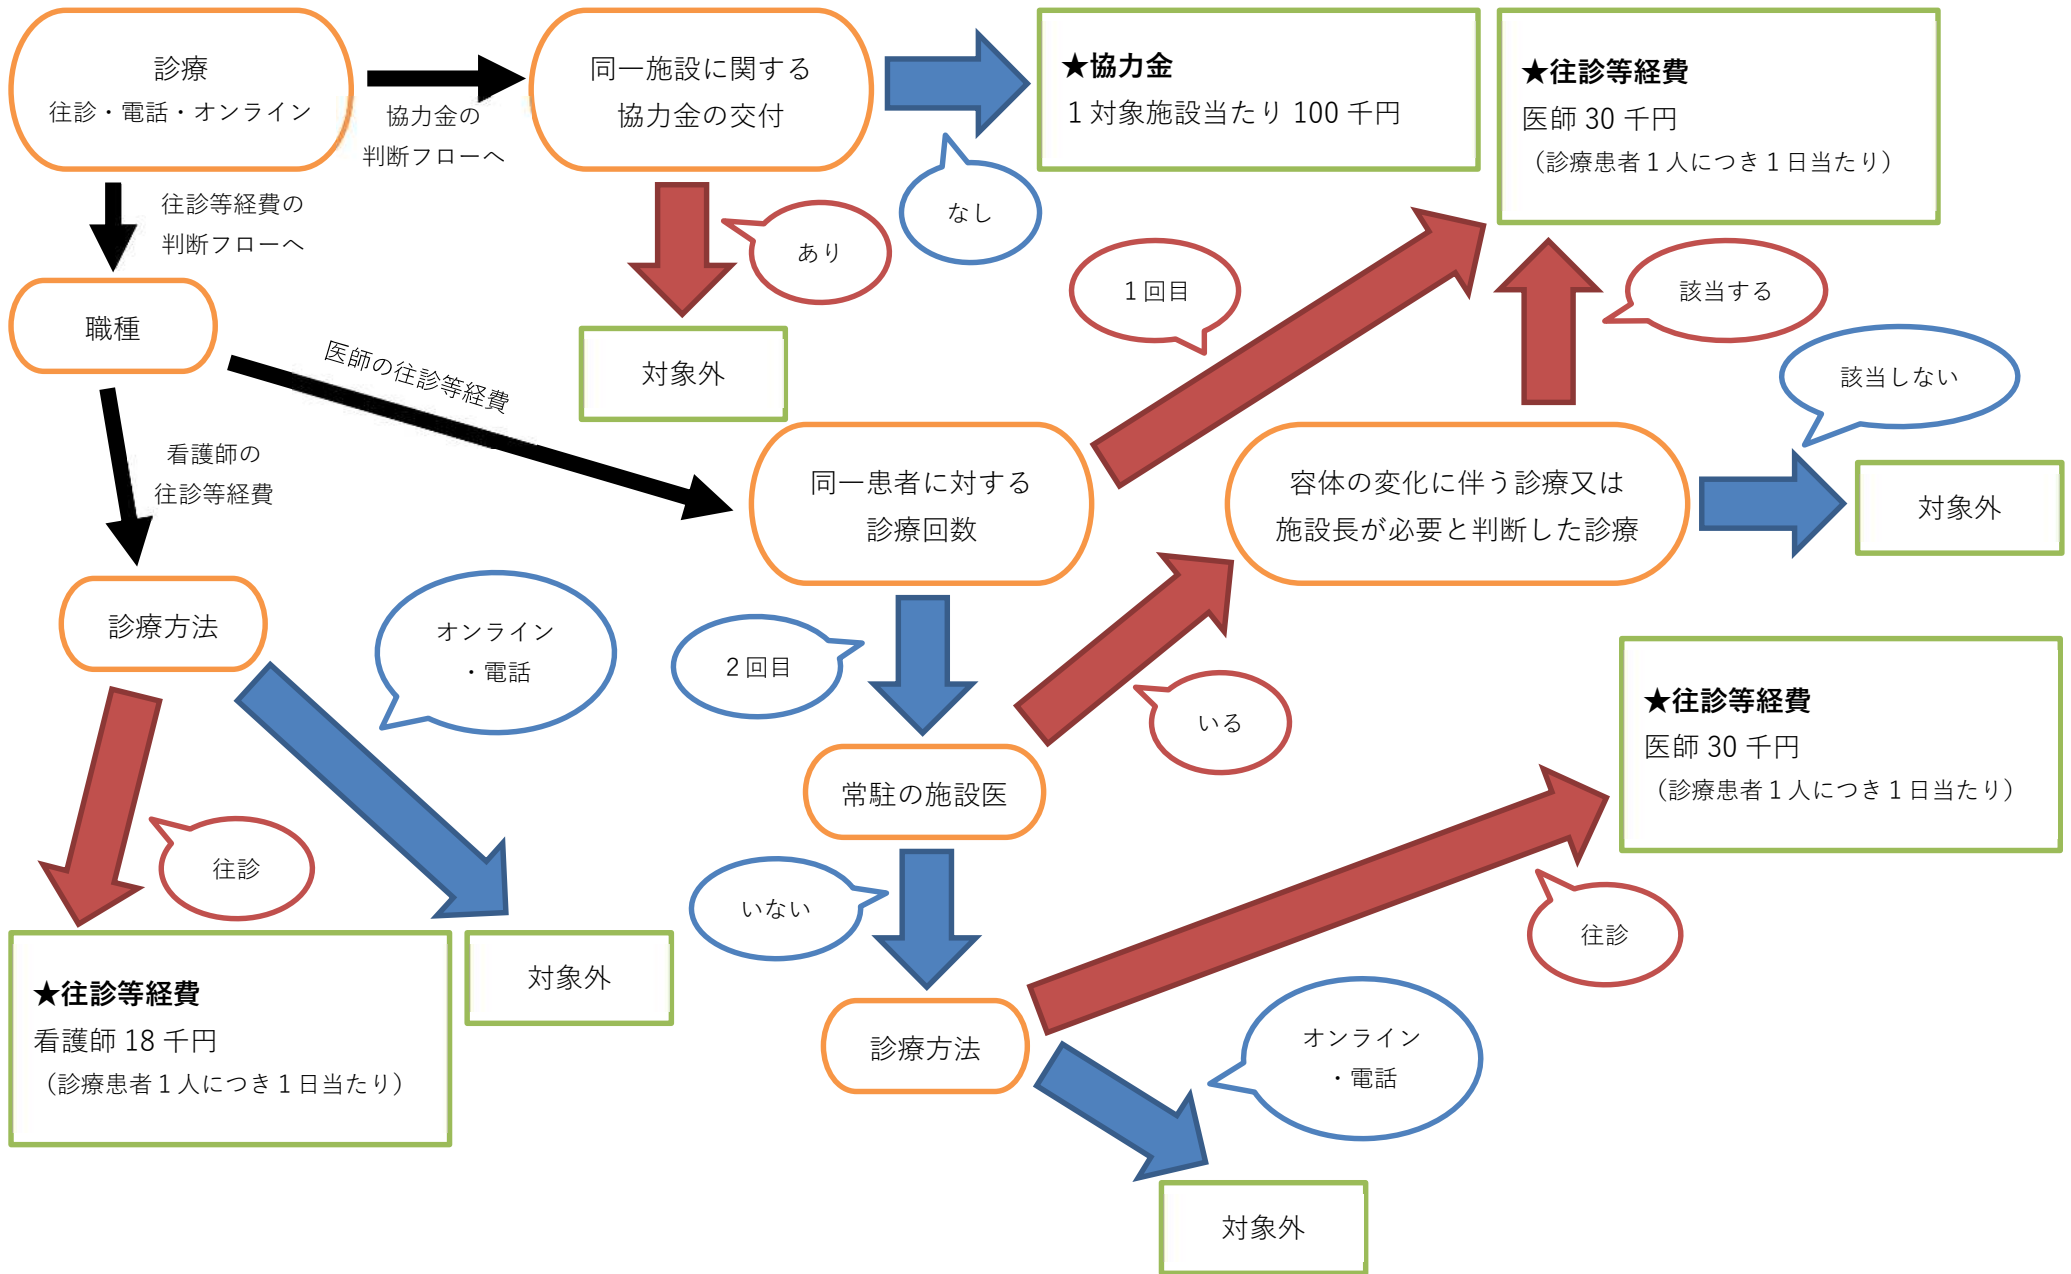 診療
往診・電話・オンライン
協力金の
判断フローへ
同一施設に関する
協力金の交付
なし
★協力金
１対象施設当たり 100 千円
★往診等経費
医師 30 千円
（診療患者１人につき１日当たり）
往診等経費の
判断フローへ
あり
対象外
職種
医師の往診等経費
看護師の
往診等経費
同一患者に対する
診療回数
１回目
該当する
容体の変化に伴う診療又は
施設長が必要と判断した診療
該当しない
対象外
診療方法
オンライン
・電話
往診
★往診等経費
看護師 18 千円
（診療患者１人につき１日当たり）
対象外
２回目
常駐の施設医
いる
いない
診療方法
往診
★往診等経費
医師 30 千円
（診療患者１人につき１日当たり）
オンライン
・電話
対象外